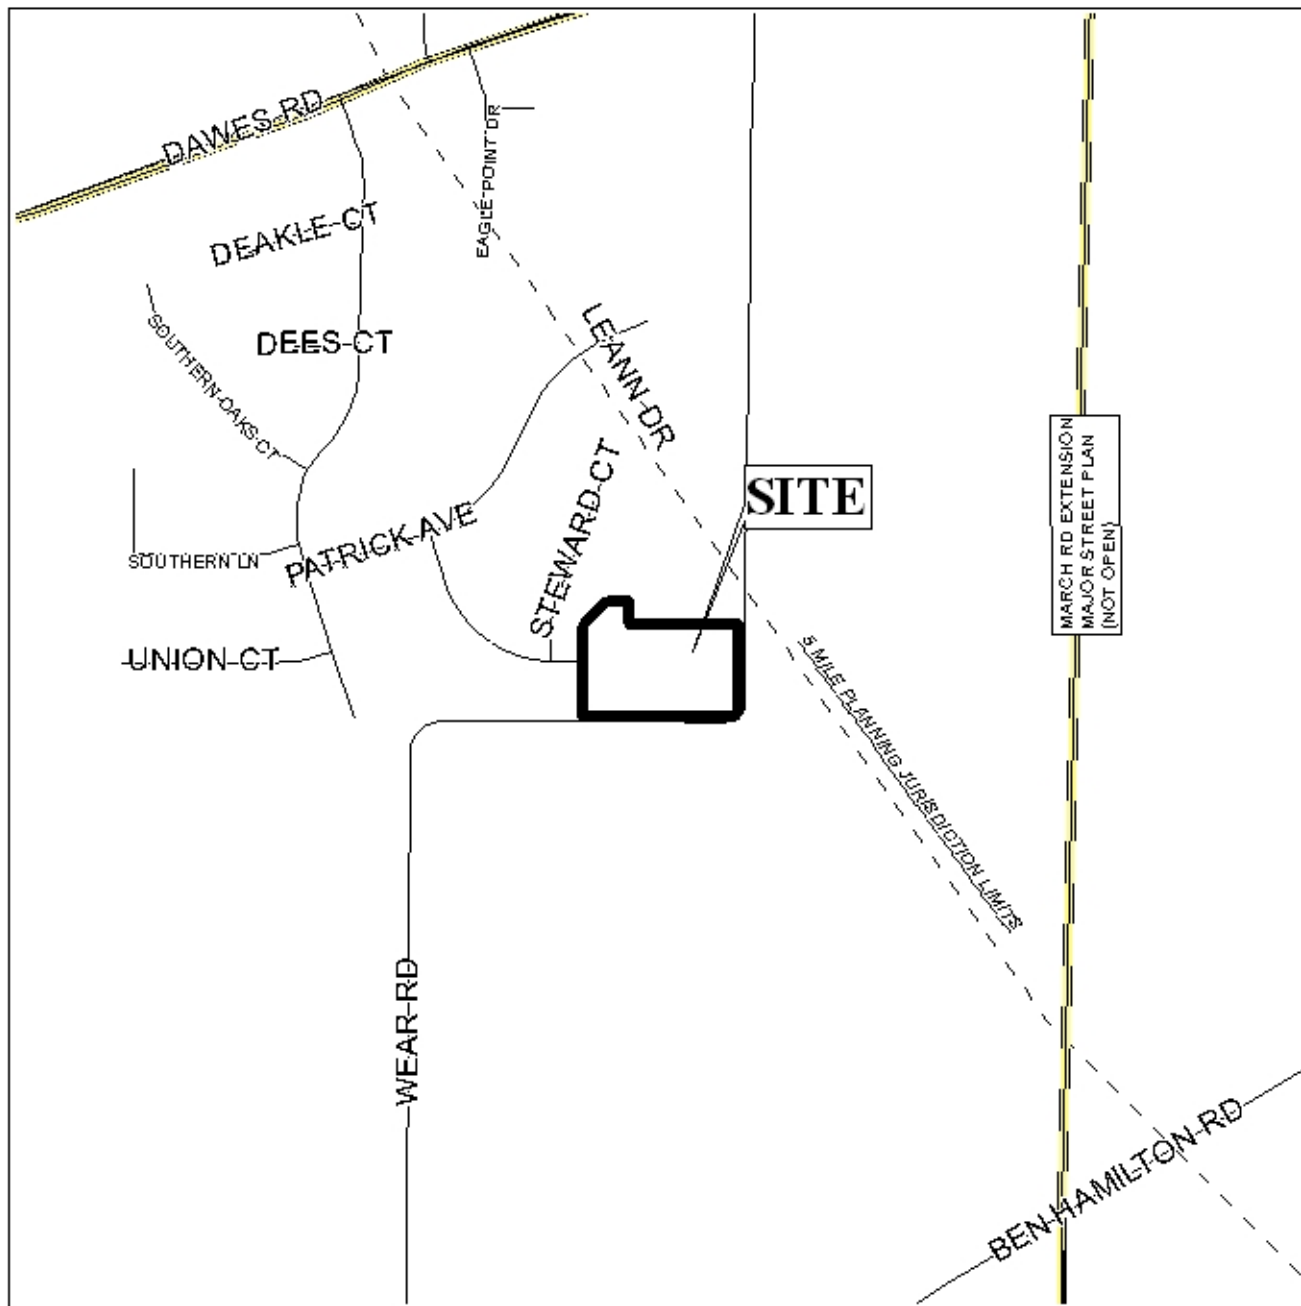 DAWES RD
EAGLE POINT DR
DEAKLE CT
SOUTHERN OAKS CT
DEES CT
LEANN DR
STEWARD CT
SITE
MARCH RD EXTENSION
MAJOR STREET PLAN
(NOT OPEN)
PATRICK AVE
SOUTHERN LN
UNION CT
5 MILE PLANNING JURISDICTION LIMITS
WEAR RD
BEN HAMILTON RD